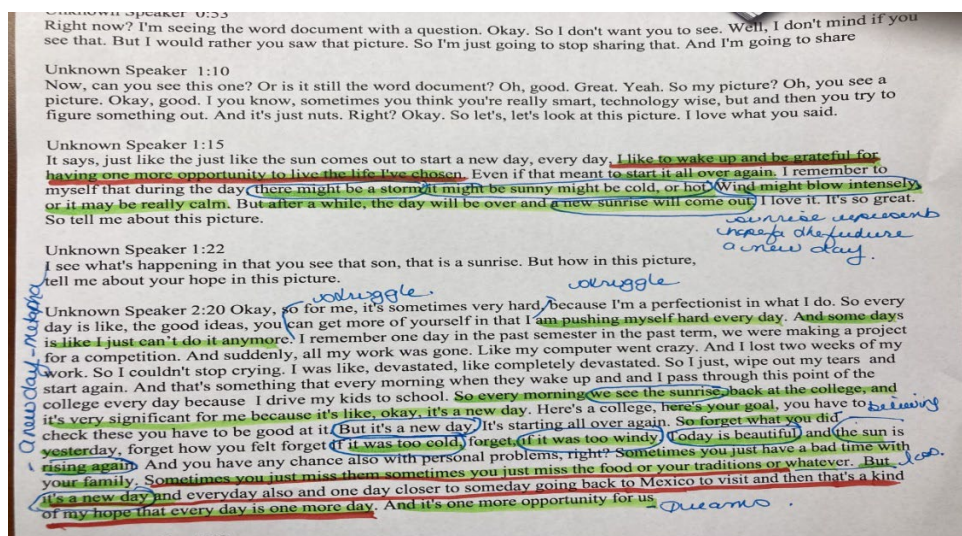 Unknown Speaker 0:53
Right now? I'm seeing the word document with a question. Okay. So I don't want you to see. Well, I don't mind if you
see that. But I would rather you saw that picture. So I'm just going to stop sharing that. And I'm going to share
Unknown Speaker 1:10
Now, can you see this one? Or is it still the word document? Oh, good. Great. Yeah. So my picture? Oh, you see a
picture. Okay, good. I you know, sometimes you think you're really smart, technology wise, but and then you try to
figure something out. And it's just nuts. Right? Okay. So let's, let's look at this picture. I love what you said.
Unknown Speaker 1:15
It says, just like the just like the sun comes out to start a new day, every day, I like to wake up and be grateful for
having one more opportunity to live the life I've chosen. Even if that meant to start it all over again. I remember to
myself that during the day there might be a storm it might be sunny might be cold, or hot Wind might blow intensely
or it may be really calm. But after a while, the day will be over and a new sunrise will come out. I love it. It's so great.
So tell me about this picture.
sunrise represents
hope
a new day.
Unknown Speaker 1:22
I see what's happening in that you see that son, that is a sunrise. But how in this picture,
tell me about your hope in this picture.
struggle.
struggle
Unknown Speaker 2:20 Okay, so for me, it's sometimes very hard, because I'm a perfectionist in what I do. So every
day is like, the good ideas, you can get more of yourself in that I am pushing myself hard every day. And some days
is like I just can't do it anymore. I remember one day in the past semester in the past term, we were making a project
for a competition. And suddenly, all my work was gone. Like my computer went crazy. And I lost two weeks of my
work. So I couldn't stop crying. I was like, devastated, like completely devastated. So I just, wipe out my tears and
start again. And that's something that every morning when they wake up and and I pass through this point of the
college every day because I drive my kids to school. So every morning we see the sunrise back at the college, and
it's very significant for me because it's like, okay, it's a new day. Here's a college, here's your goal, you have to
believing
check these you have to be good at it. But it's a new day. It's starting all over again. So forget what you did
yesterday, forget how you felt forget if it was too cold, forget, if it was too windy. Today is beautiful and the sun is
rising again. And you have any chance also with personal problems, right? Sometimes you just have a bad time with
your family. Sometimes you just miss them sometimes you just miss the food or your traditions or whatever. But
it's a new day and everyday also and one day closer to someday going back to Mexico to visit and then that's a kind
of my hope that every day is one more day. And it's one more opportunity for us
- Dreams.
a new day -